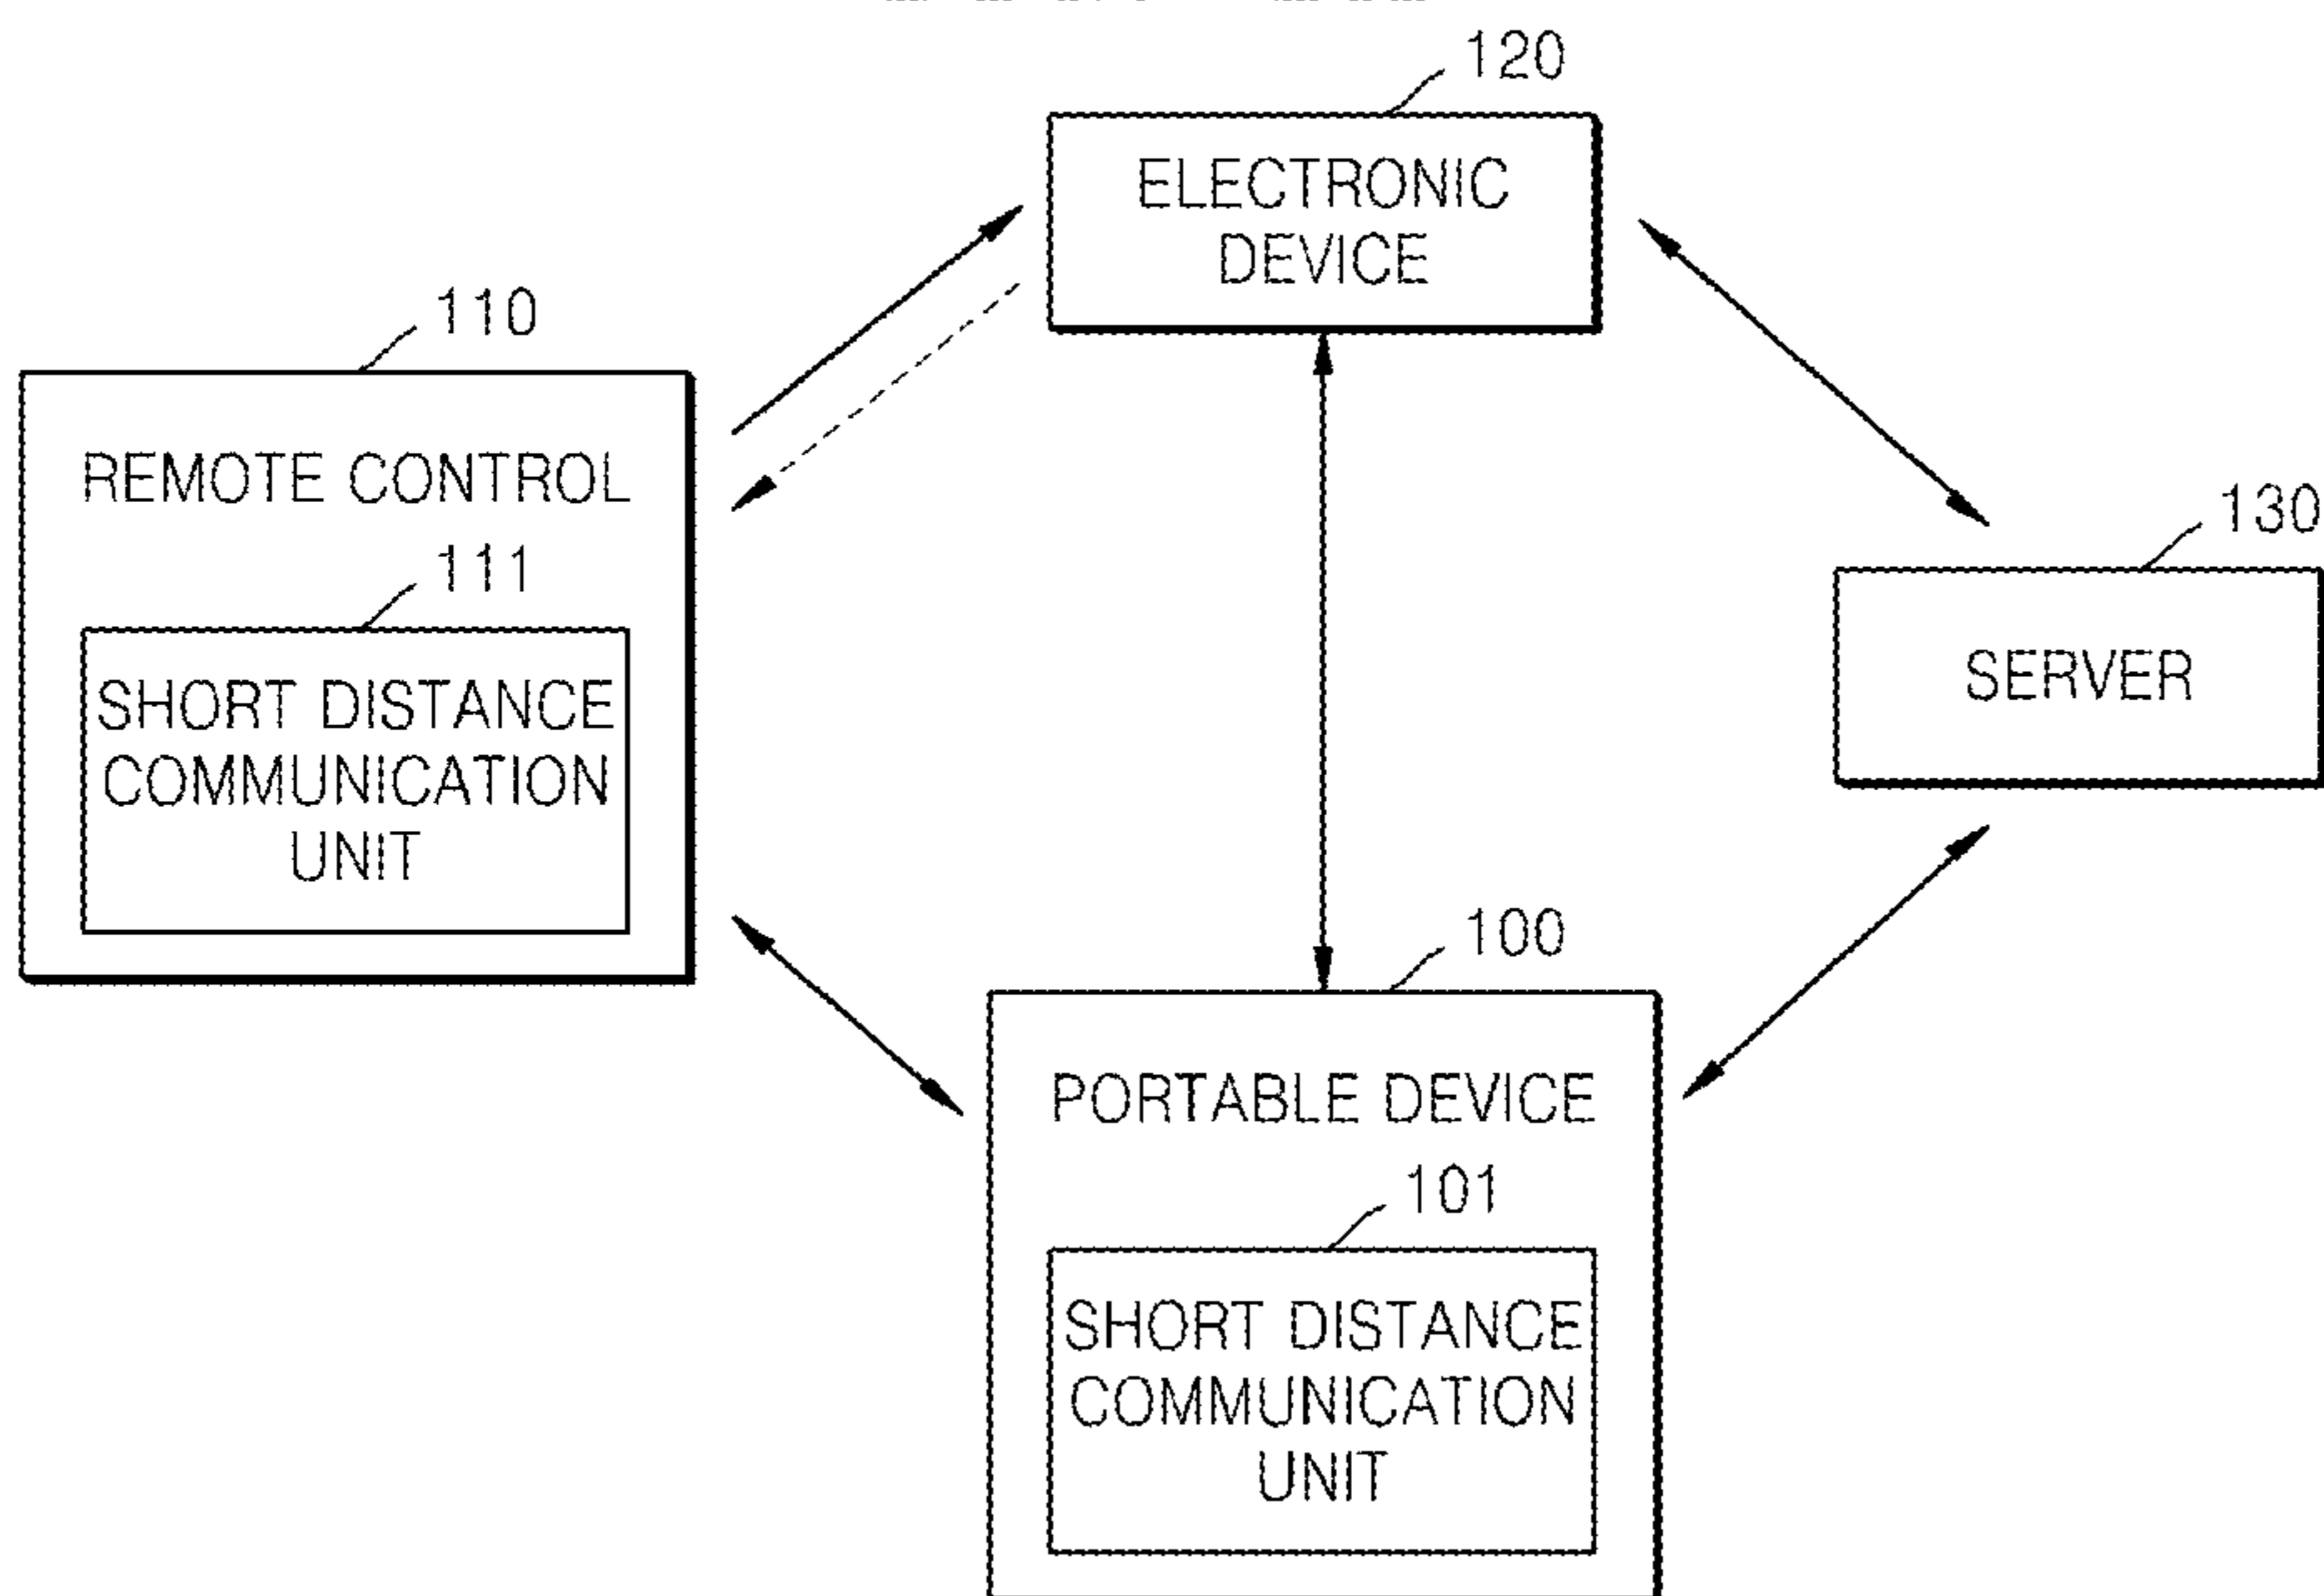 120
ELECTRONIC
DEVICE
110
REMOTE CONTROL
111
SHORT DISTANCE
COMMUNICATION
UNIT
130
SERVER
100
PORTABLE DEVICE
101
SHORT DISTANCE
COMMUNICATION
UNIT